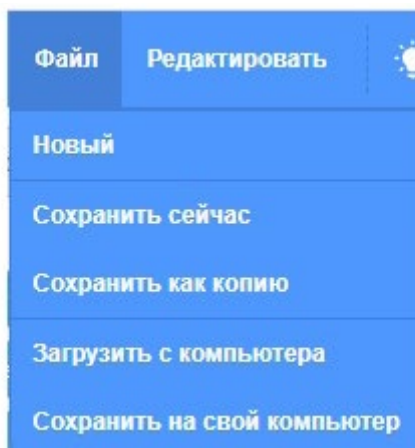 Файл Редактировать
Новый
Сохранить сейчас
Сохранить как копию
Загрузить с компьютера
Сохранить на свой компьютер